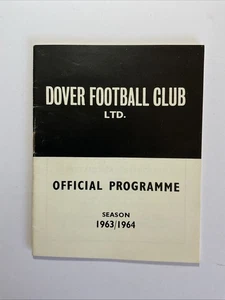 DOVER FOOTBALL CLUB
LTD.
OFFICIAL PROGRAMME
SEASON
1963/1964